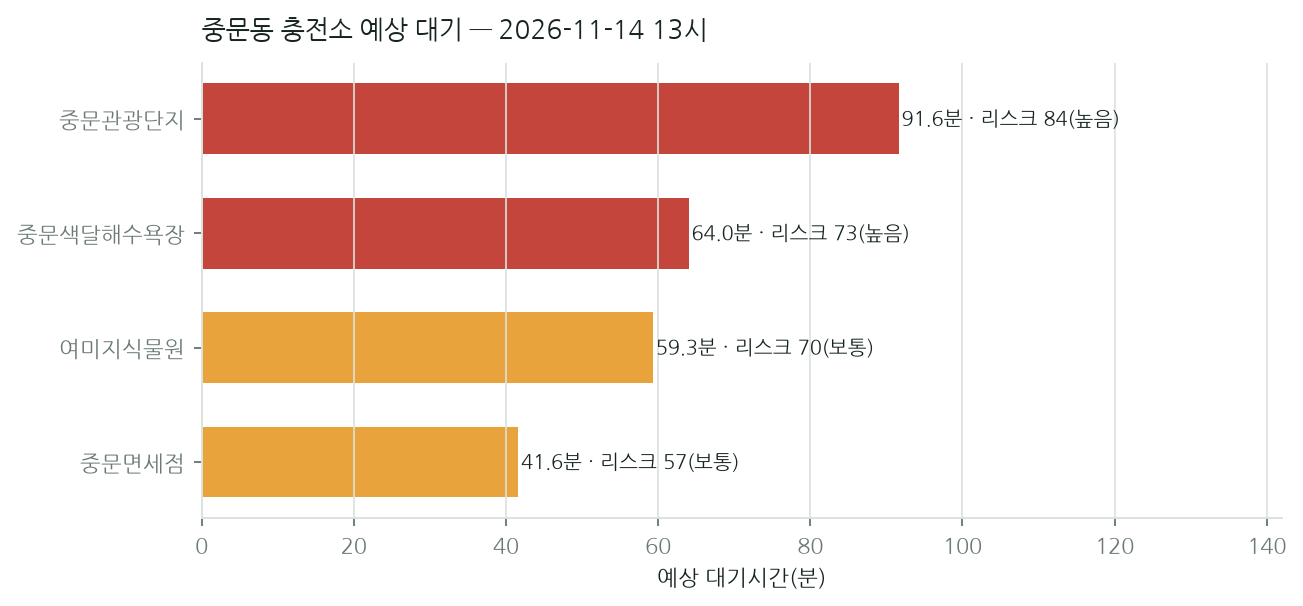 중문동 충전소 예상 대기 — 2026-11-14 13시
중문관광단지
91.6분 · 리스크 84(높음)
중문색달해수욕장
64.0분 · 리스크 73(높음)
여미지식물원
59.3분 · 리스크 70(보통)
중문면세점
41.6분 · 리스크 57(보통)
0 20 40 60 80 100 120 140
예상 대기시간(분)